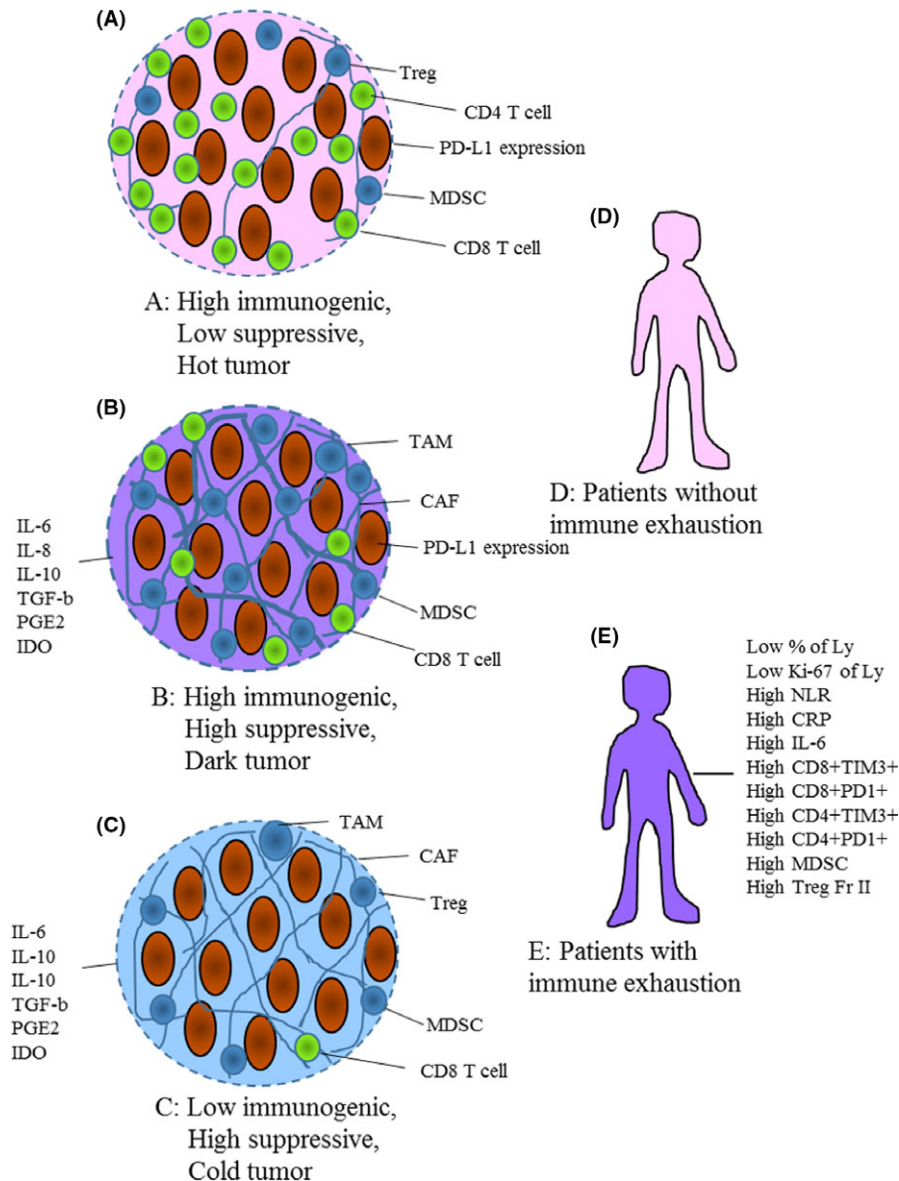 (A)
Treg
CD4 T cell
PD-L1 expression
MDSC
CD8 T cell
A: High immunogenic,
Low suppressive,
Hot tumor
(B)
TAM
CAF
PD-L1 expression
MDSC
CD8 T cell
IL-6
IL-8
IL-10
TGF-b
PGE2
IDO
B: High immunogenic,
High suppressive,
Dark tumor
(C)
TAM
CAF
Treg
MDSC
CD8 T cell
IL-6
IL-10
IL-10
TGF-b
PGE2
IDO
C: Low immunogenic,
High suppressive,
Cold tumor
(D)
D: Patients without
immune exhaustion
(E)
Low % of Ly
Low Ki-67 of Ly
High NLR
High CRP
High IL-6
High CD8+TIM3+
High CD8+PD1+
High CD4+TIM3+
High CD4+PD1+
High MDSC
High Treg Fr II
E: Patients with
immune exhaustion